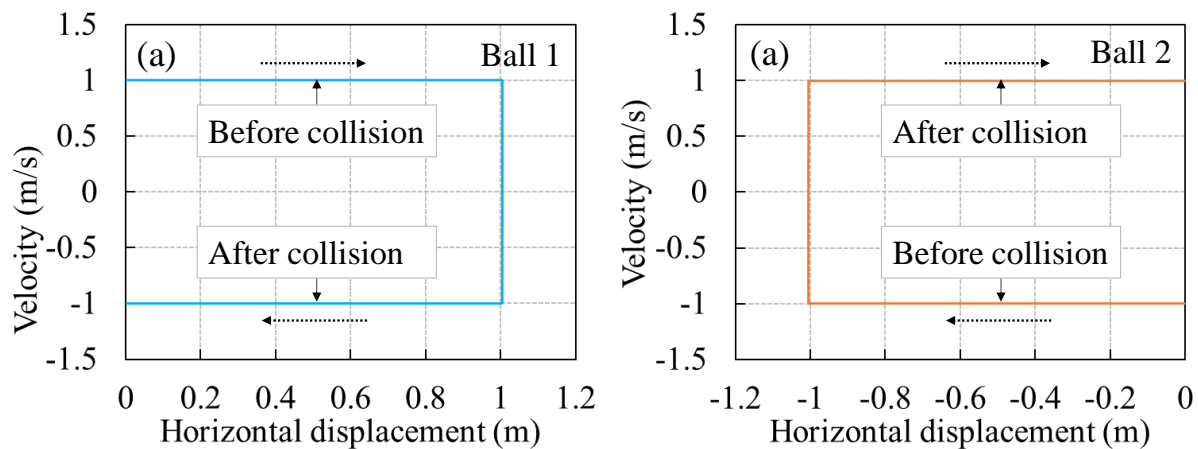 (a)
Ball 1
1.5
1
0.5
0
-0.5
-1
-1.5
Velocity (m/s)
Before collision
After collision
0 0.2 0.4 0.6 0.8 1 1.2
Horizontal displacement (m)
(a)
Ball 2
1.5
1
0.5
0
-0.5
-1
-1.5
Velocity (m/s)
After collision
Before collision
-1.2 -1 -0.8 -0.6 -0.4 -0.2 0
Horizontal displacement (m)